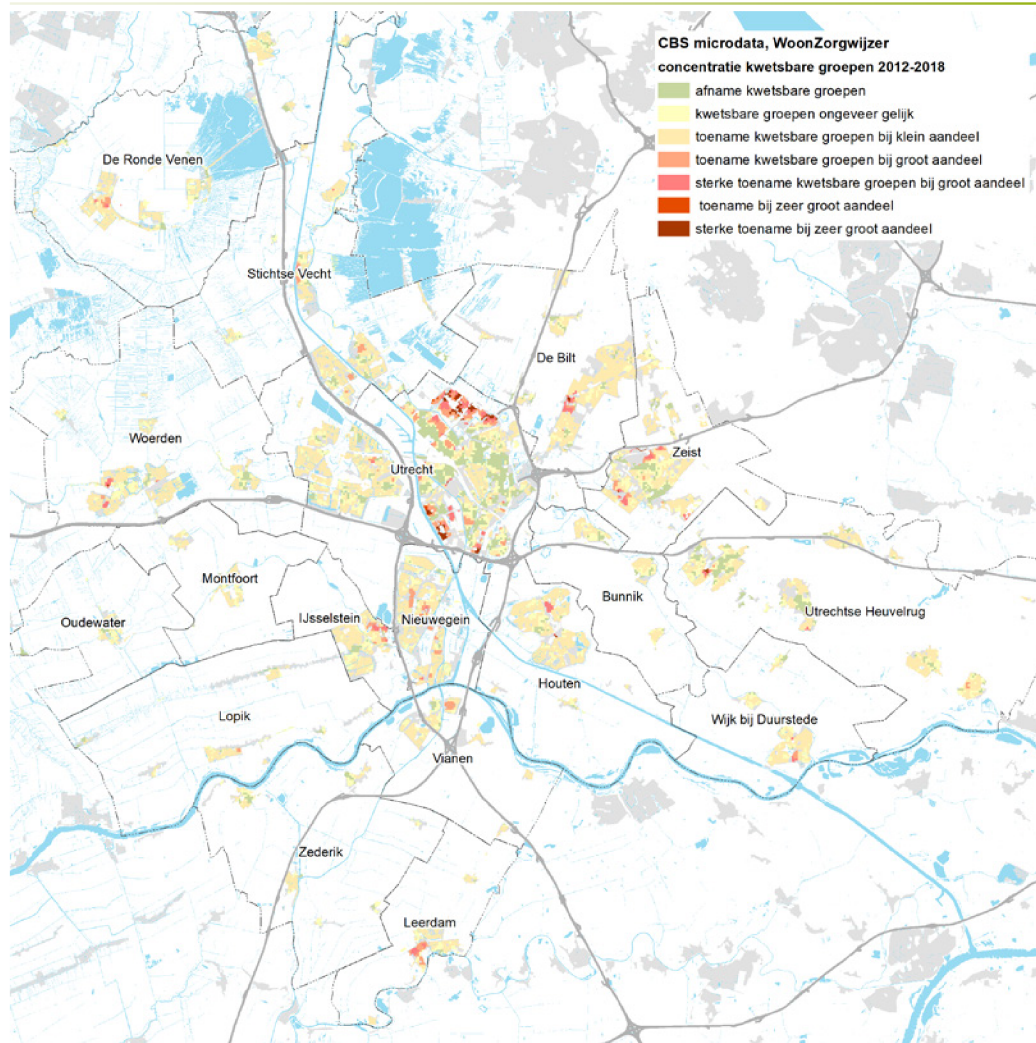 CBS microdata, WoonZorgwijzer
concentratie kwetsbare groepen 2012-2018
afname kwetsbare groepen
kwetsbare groepen ongeveer gelijk
toename kwetsbare groepen bij klein aandeel
toename kwetsbare groepen bij groot aandeel
sterke toename kwetsbare groepen bij groot aandeel
toename bij zeer groot aandeel
sterke toename bij zeer groot aandeel
De Ronde Venen
Stichtse Vecht
De Bilt
Woerden
Utrecht
Zeist
Montfoort
Bunnik
Oudewater
IJsselstein
Nieuwegein
Utrechtse Heuvelrug
Houten
Lopik
Wijk bij Duurstede
Vianen
Zederik
Leerdam